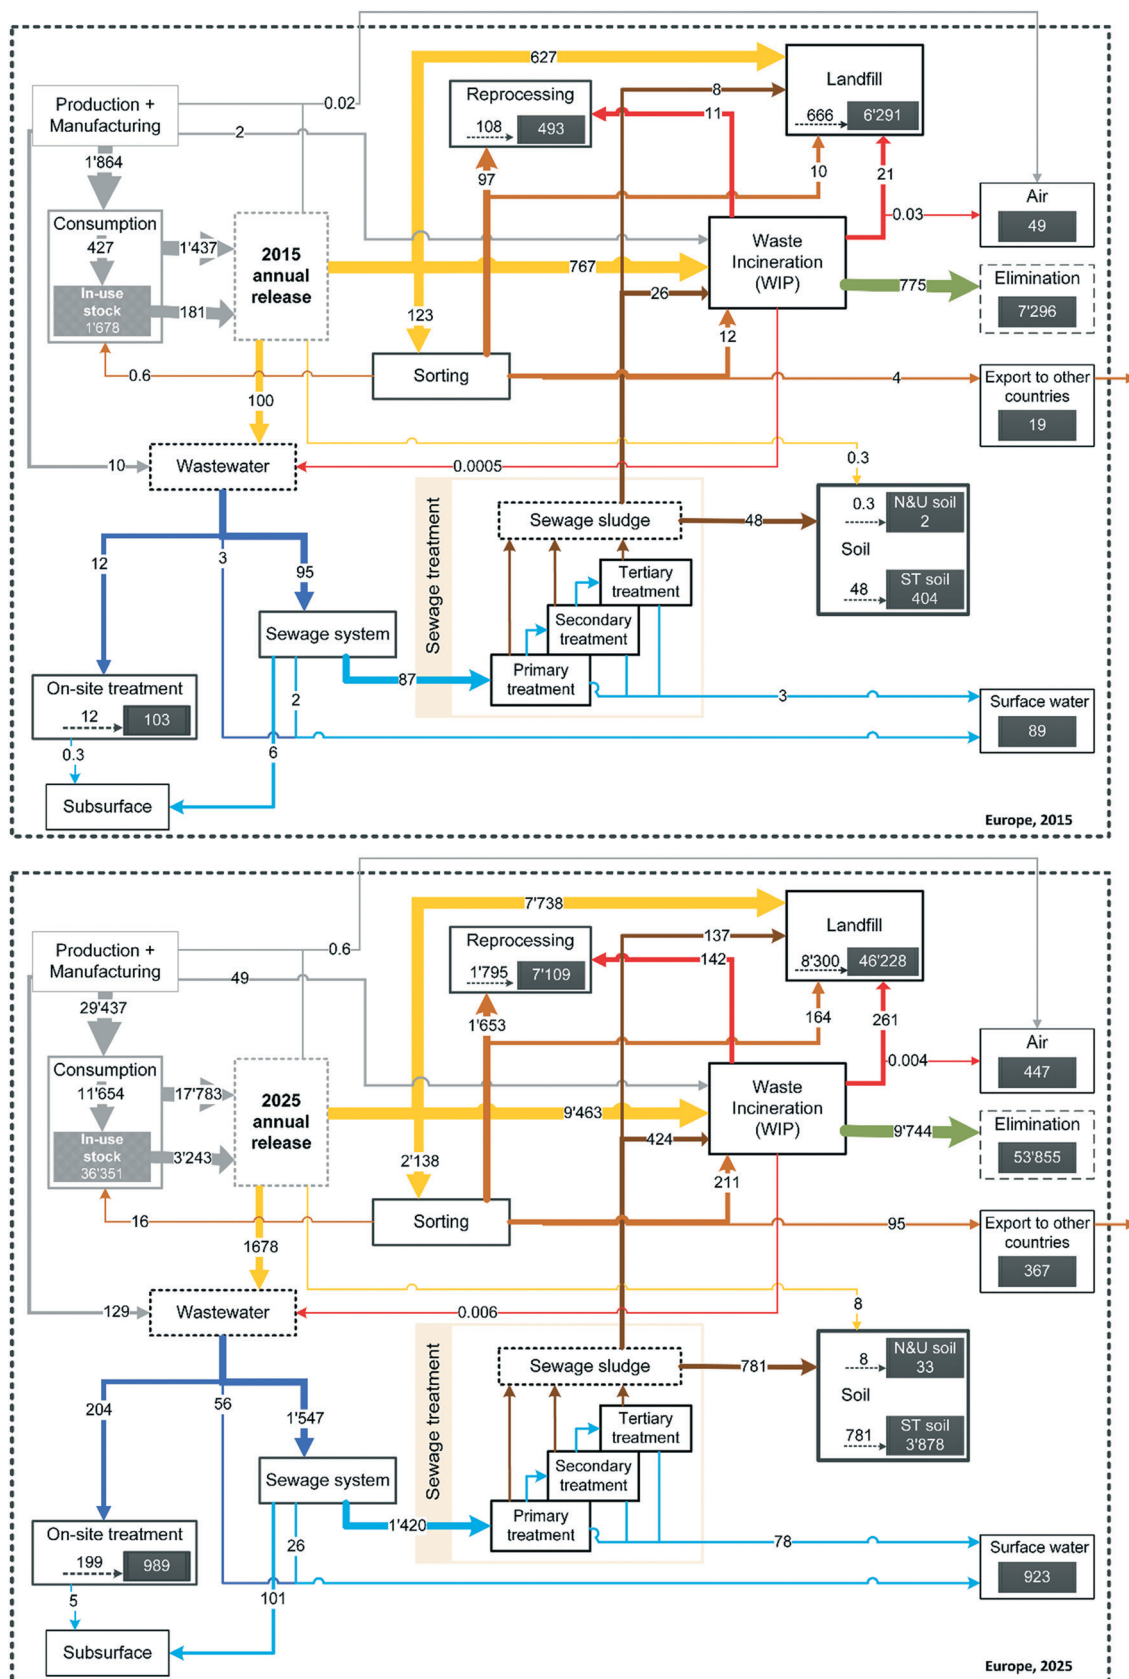 627
Landfill
8
Production +
Manufacturing
0.02
Reprocessing
108
493
11
666
6'291
2
1'864
97
10
21
Air
0.03
49
Consumption
427
1'437
2015
annual
release
Waste
Incineration
(WIP)
767
775
Elimination
7'296
In-use
stock
1'678
181
26
123
12
0.6
Sorting
4
Export to other
countries
19
100
10
Wastewater
0.0005
0.3
Sewage treatment
Sewage sludge
48
0.3
N&U soil
2
Soil
48
ST soil
404
12
3
95
Tertiary
treatment
Secondary
treatment
Primary
treatment
Sewage system
87
On-site treatment
12
103
2
3
Surface water
89
0.3
6
Subsurface
Europe, 2015
7'738
Landfill
137
Production +
Manufacturing
0.6
Reprocessing
1'795
7'109
142
8'300
46'228
49
29'437
1'653
164
261
Air
0.004
447
Consumption
11'654
17'783
2025
annual
release
Waste
Incineration
(WIP)
9'463
9'744
Elimination
53'855
In-use
stock
36'351
3'243
424
2'138
211
16
Sorting
95
Export to other
countries
367
1678
129
Wastewater
0.006
8
Sewage treatment
Sewage sludge
781
8
N&U soil
33
Soil
781
ST soil
3'878
204
56
1'547
Tertiary
treatment
Secondary
treatment
Primary
treatment
Sewage system
1'420
On-site treatment
199
989
26
78
Surface water
923
5
101
Subsurface
Europe, 2025